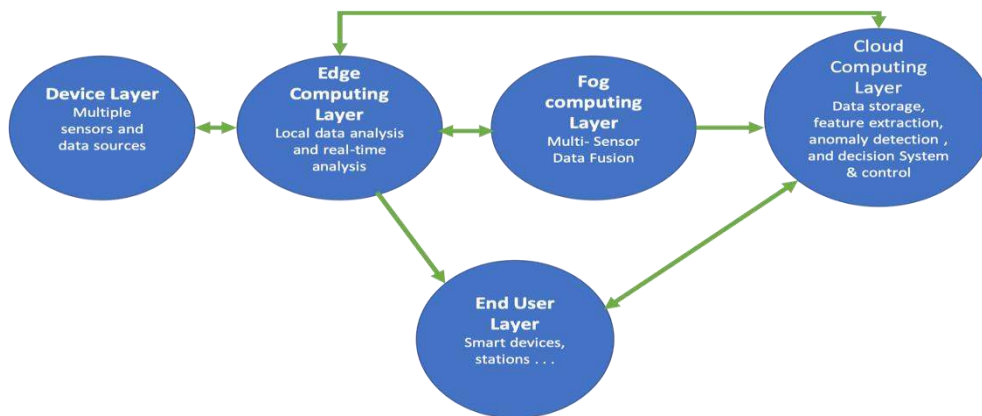 Device Layer
Multiple
sensors and
data sources
Edge
Computing
Layer
Local data analysis
and real-time
analysis
Fog
computing
Layer
Multi- Sensor
Data Fusion
Cloud
Computing
Layer
Data storage,
feature extraction,
anomaly detection ,
and decision System
& control
End User
Layer
Smart devices,
stations . . .